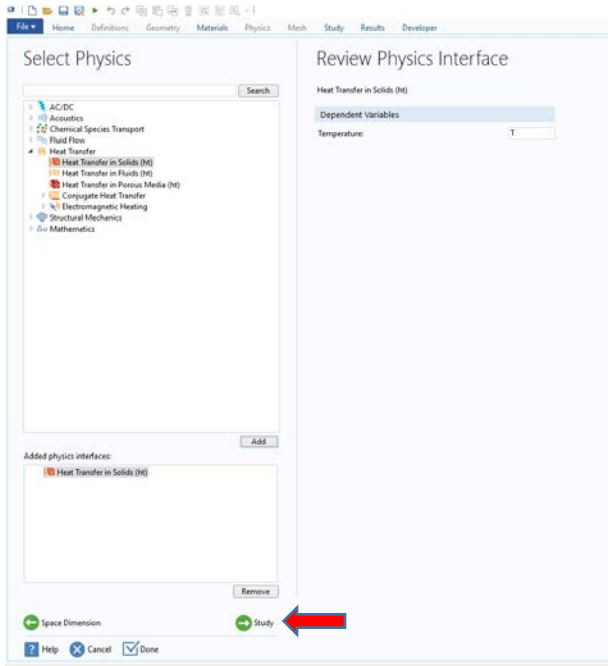 File Home Definitions Geometry Materials Physics Mesh Study Results Developer
Select Physics
Search
AC/DC
Acoustics
Chemical Species Transport
Fluid Flow
Heat Transfer
Heat Transfer in Solids (ht)
Heat Transfer in Fluids (ht)
Heat Transfer in Porous Media (ht)
Conjugate Heat Transfer
Electromagnetic Heating
Structural Mechanics
Δu Mathematics
Add
Added physics interfaces:
Heat Transfer in Solids (ht)
Remove
Space Dimension Study
? Help Cancel Done
Review Physics Interface
Heat Transfer in Solids (ht)
Dependent Variables
Temperature: T